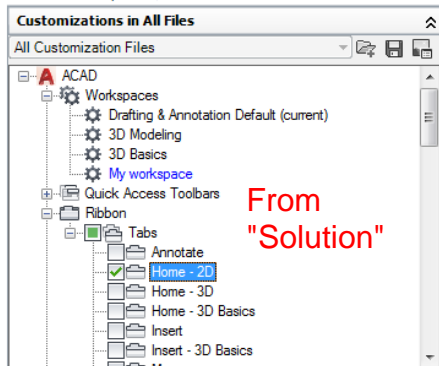 Customizations in All Files
All Customization Files
ACAD
Workspaces
Drafting & Annotation Default (current)
3D Modeling
3D Basics
My workspace
Quick Access Toolbars
Ribbon
Tabs
Annotate
Home - 2D
Home - 3D
Home - 3D Basics
Insert
Insert - 3D Basics
From
"Solution"